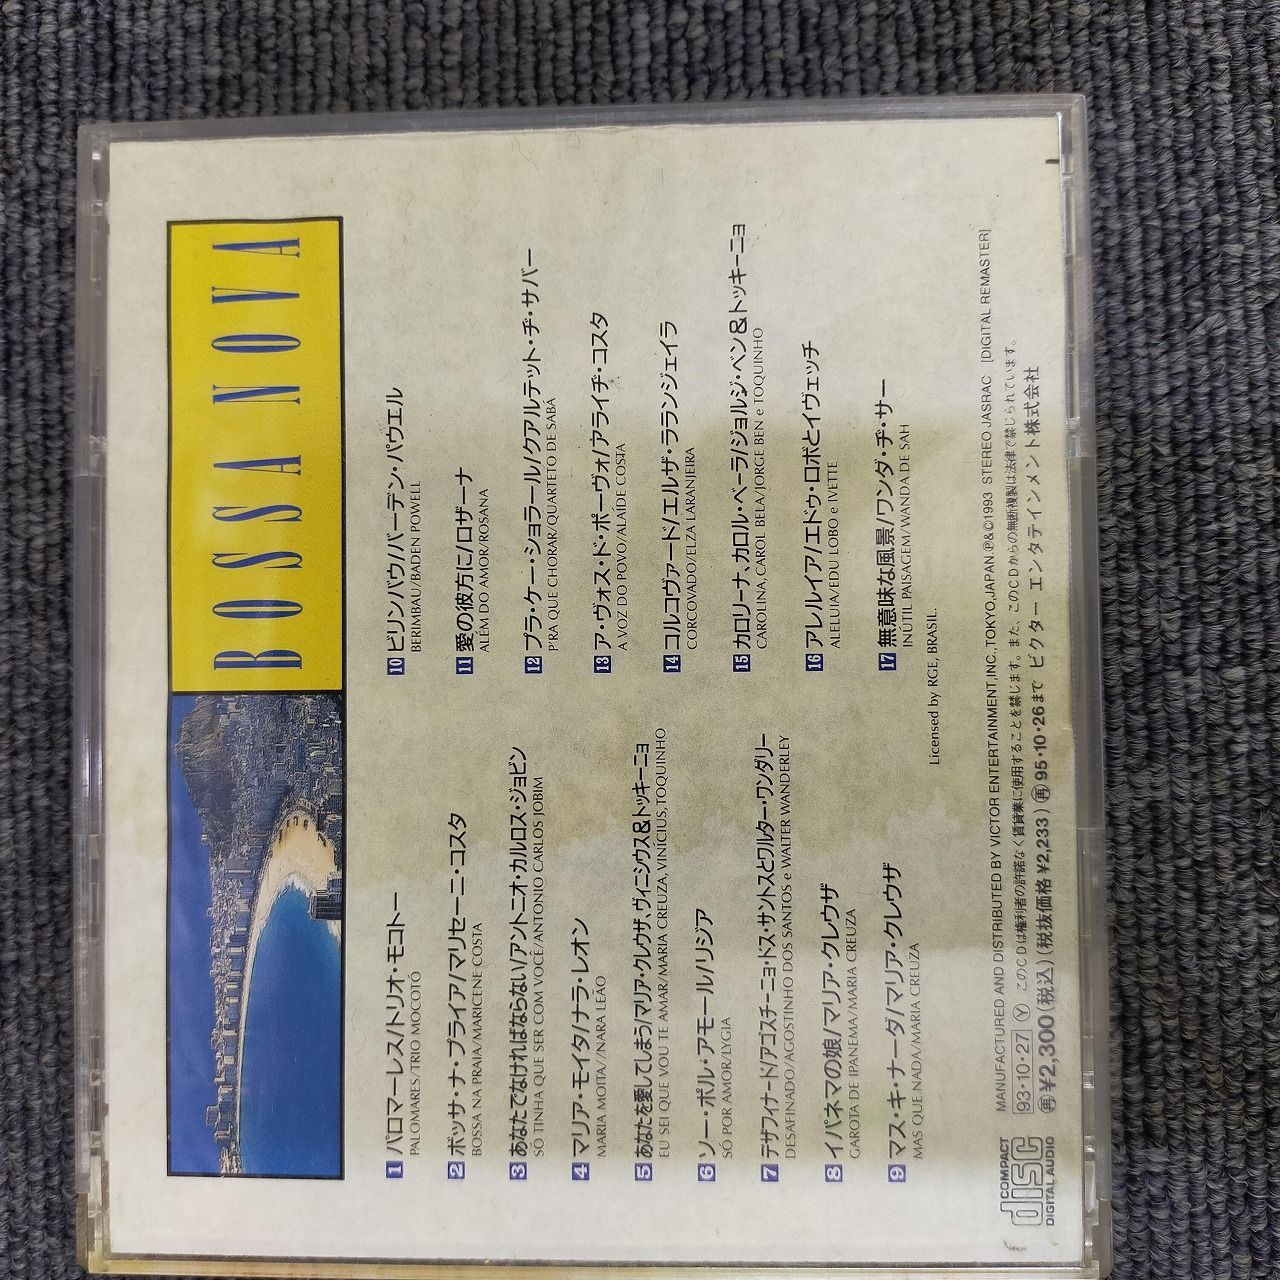 BOSSA NOVA
1 パロマーレス/トリオ・モコトー
PALOMARES/TRIO MOCOTÓ
2 ボッサ・ナ・プライア/マリセーニ・コスタ
BOSSA NA PRAIA/MARICENE COSTA
3 あなたでなければならない/アントニオ・カルロス・ジョビン
SÓ TINHA QUE SER COM VOCÊ/ANTONIO CARLOS JOBIM
4 マリア・モイタ/ナラ・レオン
MARIA MOITA/NARA LEÃO
5 あなたを愛してしまう/マリア・クレウザ、ヴィニシウス&トッキーニョ
EU SEI QUE VOU TE AMAR/MARIA CREUZA, VINÍCIUS, TOQUINHO
6 ソー・ポル・アモール/リジア
SÓ POR AMOR/LYGIA
7 デサフィナード/アゴスチーニョ・ドス・サントスとワルター・ワンダリー
DESAFINADO/AGOSTINHO DOS SANTOS e WALTER WANDERLEY
8 イパネマの娘/マリア・クレウザ
GAROTA DE IPANEMA/MARIA CREUZA
9 マス・キ・ナーダ/マリア・クレウザ
MAS QUE NADA/MARIA CREUZA
10 ビリンバウ/バーデン・パウエル
BERIMBAU/BADEN POWELL
11 愛の彼方に/ロザーナ
ALÉM DO AMOR/ROSANA
12 プラ・ケー・ショラール/クアルテット・ヂ・サバー
P'RA QUE CHORAR/QUARTETO DE SABÁ
13 ア・ヴォス・ド・ポーヴォ/アライヂ・コスタ
A VOZ DO POVO/ALAIDE COSTA
14 コルコヴァード/エルザ・ラランジェイラ
CORCOVADO/ELZA LARANJEIRA
15 カロリーナ、カロル・ベーラ/ジョルジ・ベン&トッキーニョ
CAROLINA, CAROL BELA/JORGE BEN e TOQUINHO
16 アレルイア/エドゥ・ロボとイヴェッチ
ALELUIA/EDU LOBO e IVETTE
17 無意味な風景/ワンダ・ヂ・サー
INÚTIL PAISAGEM/WANDA DE SAH
Licensed by RGE, BRASIL.
COMPACT disc DIGITAL AUDIO
MANUFACTURED AND DISTRIBUTED BY VICTOR ENTERTAINMENT, INC., TOKYO, JAPAN. ℗&©1993 STEREO JASRAC [DIGITAL REMASTER]
93・10・27 Ⓨ このCDは権利者の許諾なく賃貸業に使用することを禁じます。また、このCDからの無断複製は法律で禁じられています。
㊢¥2,300(税込)(税抜価格¥2,233)㊢95・10・26まで ビクター エンタテインメント株式会社